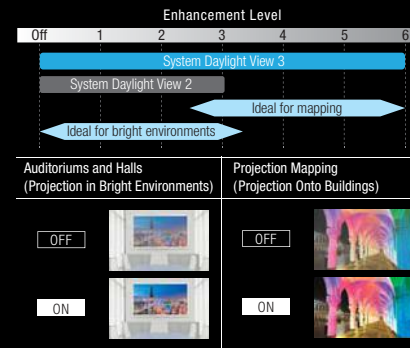 Enhancement Level
Off 1 2 3 4 5 6
System Daylight View 3
System Daylight View 2
Ideal for mapping
Ideal for bright environments
Auditoriums and Halls
(Projection in Bright Environments)
Projection Mapping
(Projection Onto Buildings)
OFF
OFF
ON
ON